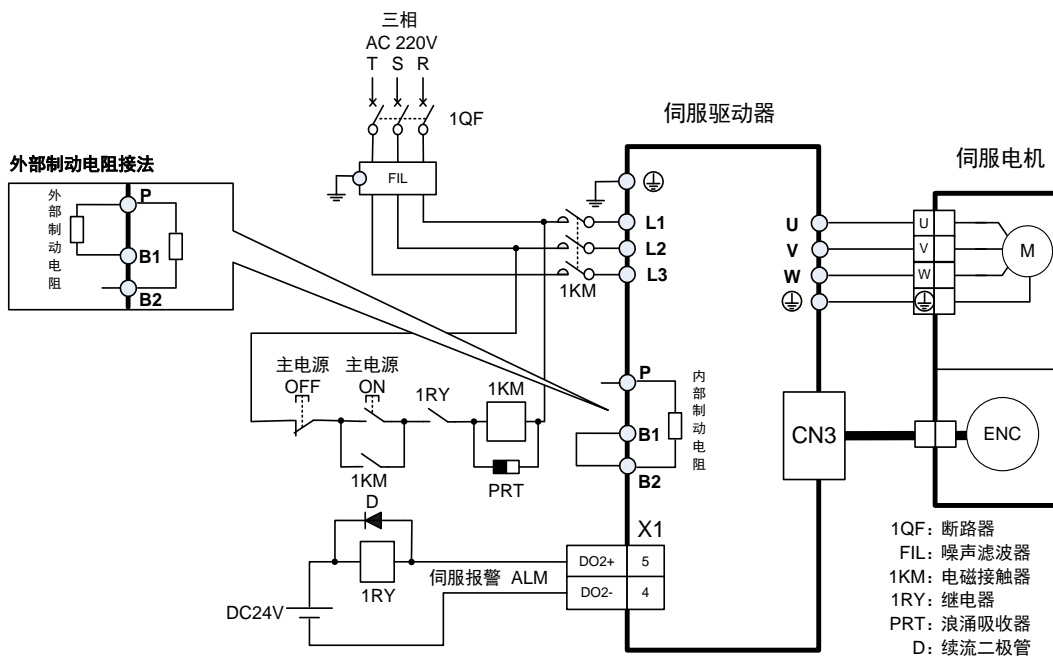 三相
AC 220V
T S R
1QF
伺服驱动器
伺服电机
外部制动电阻接法
外部制动电阻
P
B1
B2
FIL
L1
L2
L3
1KM
U
V
W
U
V
W
M
主电源
OFF
主电源
ON
1RY
1KM
1KM
PRT
P
B1
B2
内部制动电阻
CN3
ENC
D
1RY
DC24V
伺服报警 ALM
X1
DO2+ 5
DO2- 4
1QF：断路器
FIL：噪声滤波器
1KM：电磁接触器
1RY：继电器
PRT：浪涌吸收器
D：续流二极管